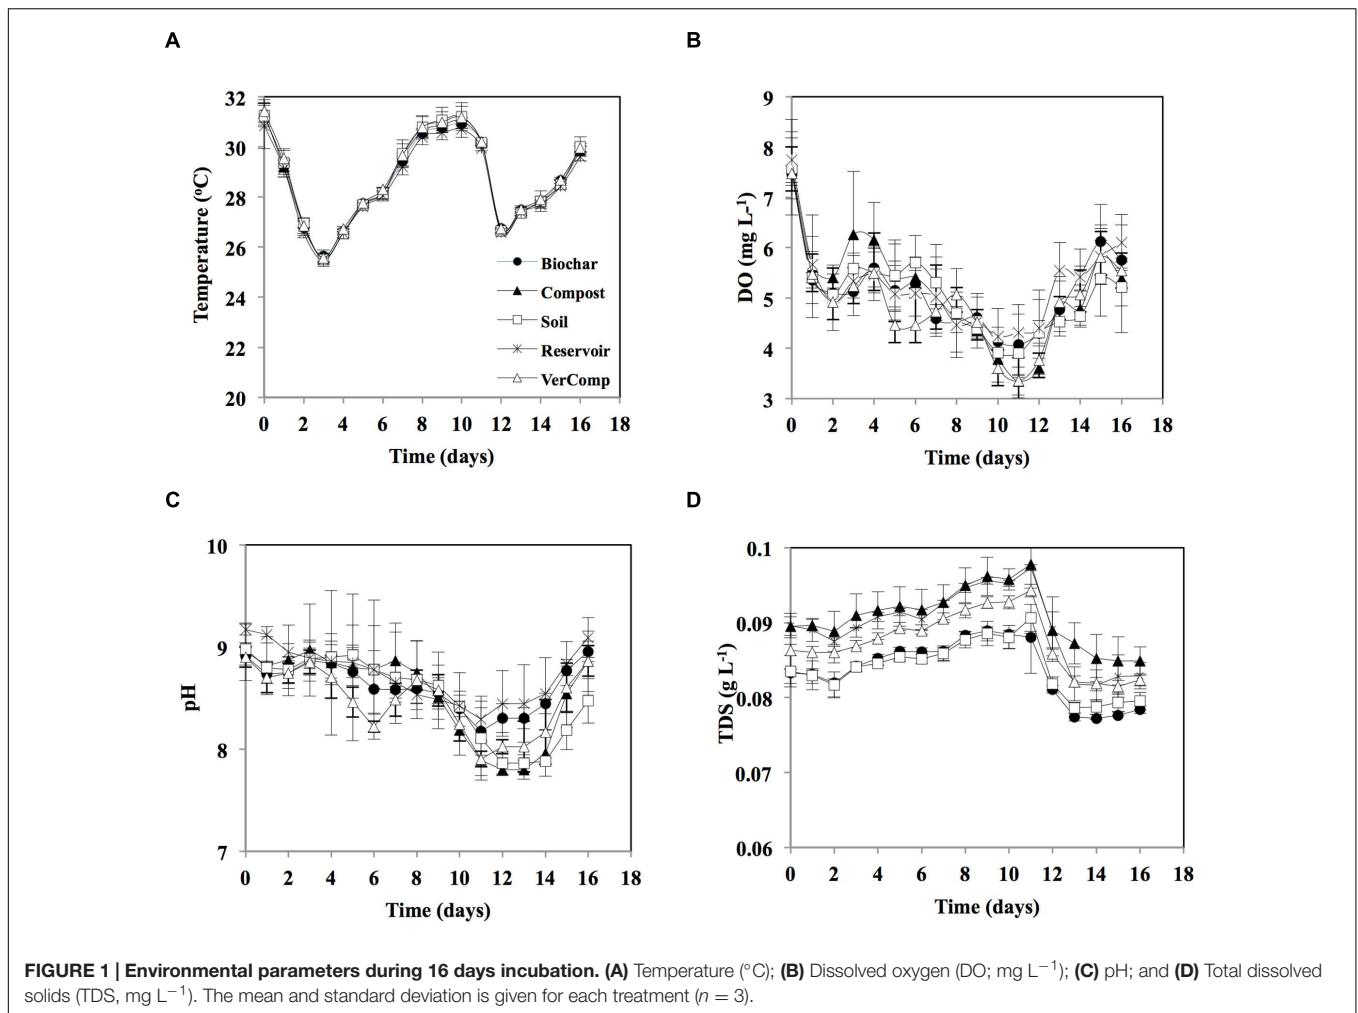 A
B
32
30
28
26
24
22
20
Temperature (°C)
Biochar
Compost
Soil
Reservoir
VerComp
0 2 4 6 8 10 12 14 16 18
Time (days)
9
8
7
6
5
4
3
DO (mg L-1)
0 2 4 6 8 10 12 14 16 18
Time (days)
C
D
10
9
8
7
pH
0 2 4 6 8 10 12 14 16 18
Time (days)
0.1
0.09
0.08
0.07
0.06
TDS (g L-1)
0 2 4 6 8 10 12 14 16 18
Time (days)
FIGURE 1 | Environmental parameters during 16 days incubation. (A) Temperature (°C); (B) Dissolved oxygen (DO; mg L−1); (C) pH; and (D) Total dissolved
solids (TDS, mg L−1). The mean and standard deviation is given for each treatment (n = 3).